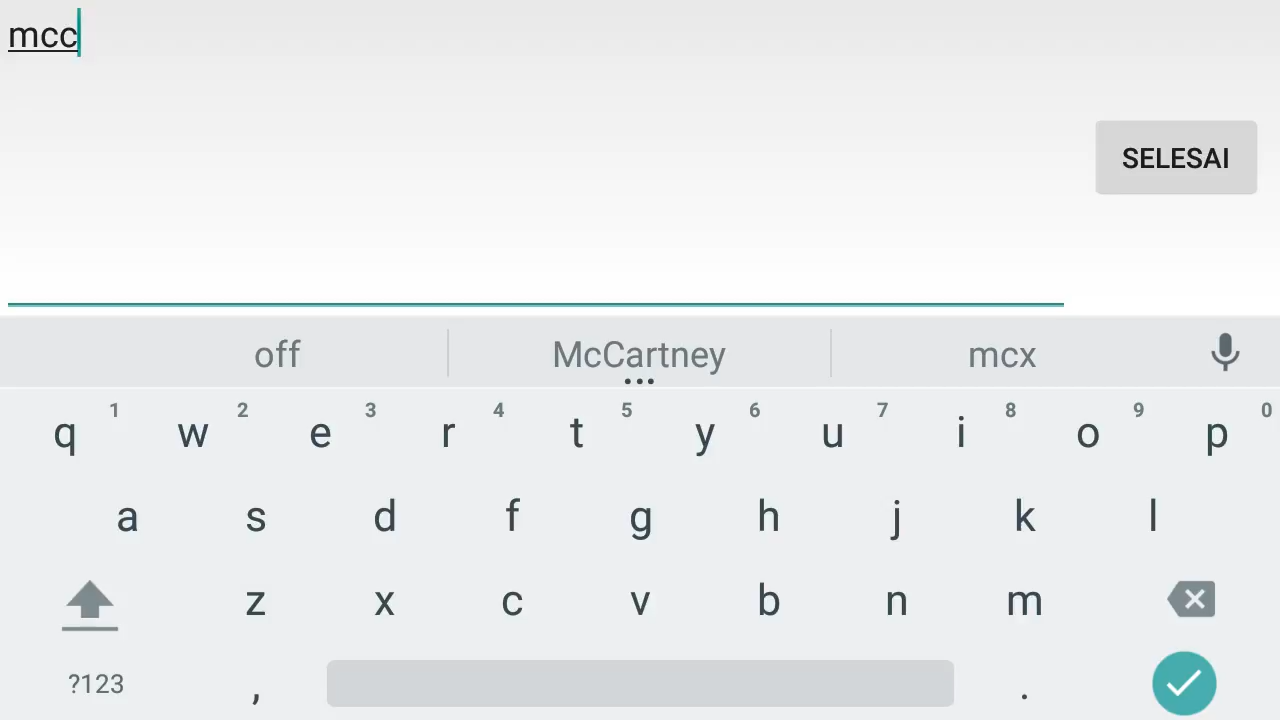 mcc
SELESAI
off McCartney mcx
1 2 3 4 5 6 7 8 9 0
q w e r t y u i o p
a s d f g h j k l
z x c v b n m
?123 , .